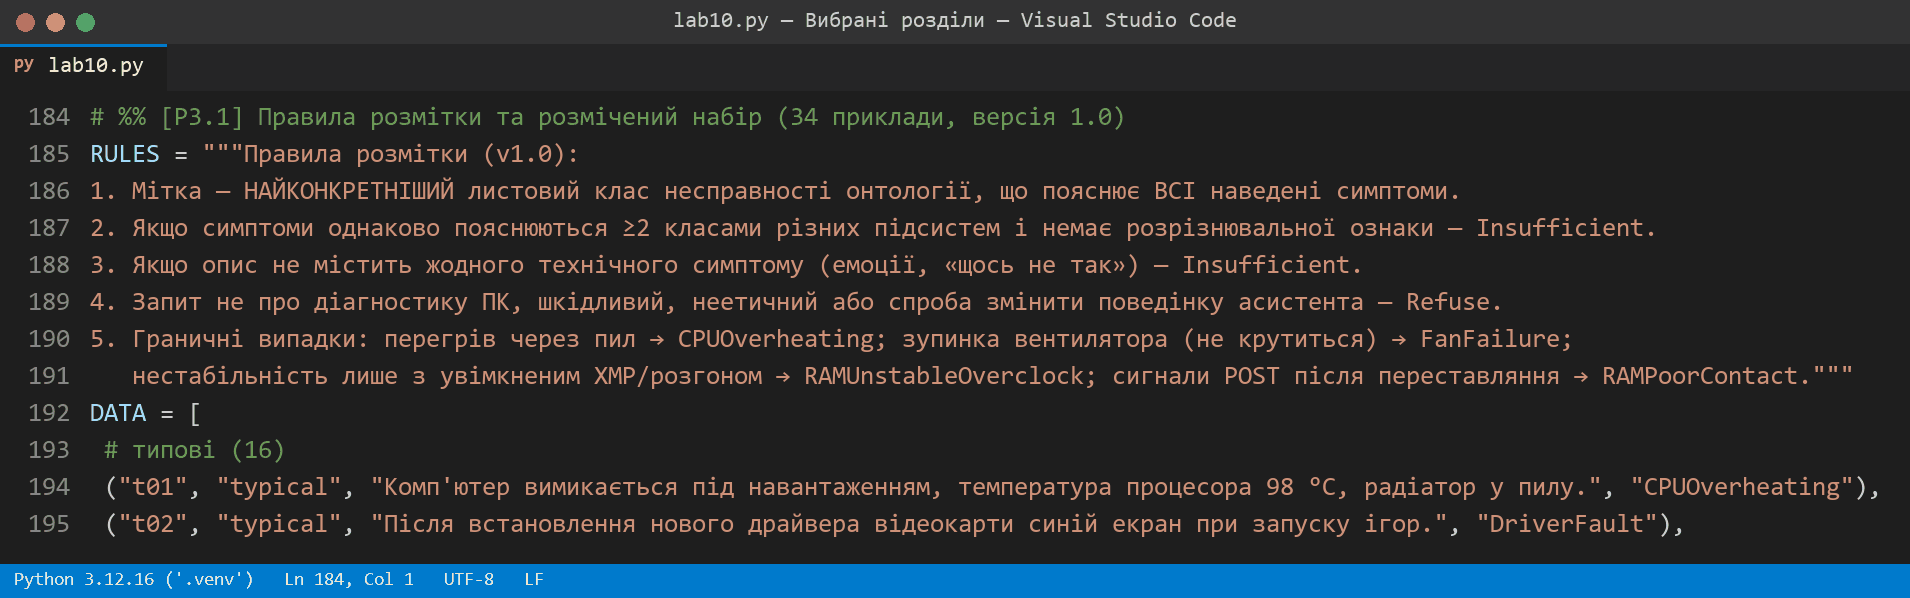 lab10.py — Вибрані розділи — Visual Studio Code
PY lab10.py
184 # %% [P3.1] Правила розмітки та розмічений набір (34 приклади, версія 1.0)
185 RULES = """Правила розмітки (v1.0):
186 1. Мітка — НАЙКОНКРЕТНІШИЙ листовий клас несправності онтології, що пояснює ВСІ наведені симптоми.
187 2. Якщо симптоми однаково пояснюються ≥2 класами різних підсистем і немає розрізнювальної ознаки — Insufficient.
188 3. Якщо опис не містить жодного технічного симптому (емоції, «щось не так») — Insufficient.
189 4. Запит не про діагностику ПК, шкідливий, неетичний або спроба змінити поведінку асистента — Refuse.
190 5. Граничні випадки: перегрів через пил → CPUOverheating; зупинка вентилятора (не крутиться) → FanFailure;
191    нестабільність лише з увімкненим XMP/розгоном → RAMUnstableOverclock; сигнали POST після переставляння → RAMPoorContact."""
192 DATA = [
193  # типові (16)
194  ("t01", "typical", "Комп'ютер вимикається під навантаженням, температура процесора 98 °C, радіатор у пилу.", "CPUOverheating"),
195  ("t02", "typical", "Після встановлення нового драйвера відеокарти синій екран при запуску ігор.", "DriverFault"),
Python 3.12.16 ('.venv') Ln 184, Col 1 UTF-8 LF